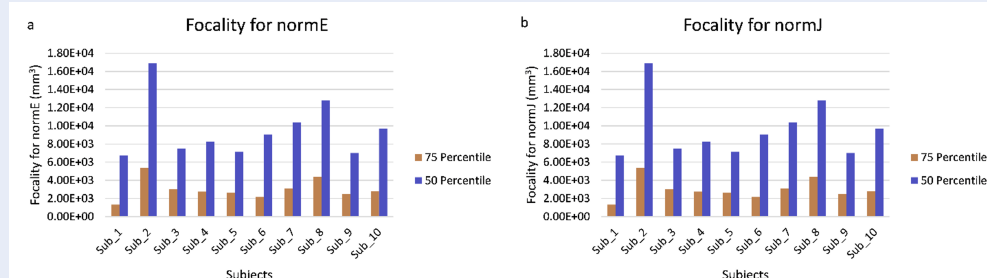 a
Focality for normE
Focality for normE (mm³)
1.80E+04
1.60E+04
1.40E+04
1.20E+04
1.00E+04
8.00E+03
6.00E+03
4.00E+03
2.00E+03
0.00E+00
Sub_1
Sub_2
Sub_3
Sub_4
Sub_5
Sub_6
Sub_7
Sub_8
Sub_9
Sub_10
Subjects
75 Percentile
50 Percentile
b
Focality for normJ
Focality for normJ (mm³)
1.80E+04
1.60E+04
1.40E+04
1.20E+04
1.00E+04
8.00E+03
6.00E+03
4.00E+03
2.00E+03
0.00E+00
Sub_1
Sub_2
Sub_3
Sub_4
Sub_5
Sub_6
Sub_7
Sub_8
Sub_9
Sub_10
Subjects
75 Percentile
50 Percentile